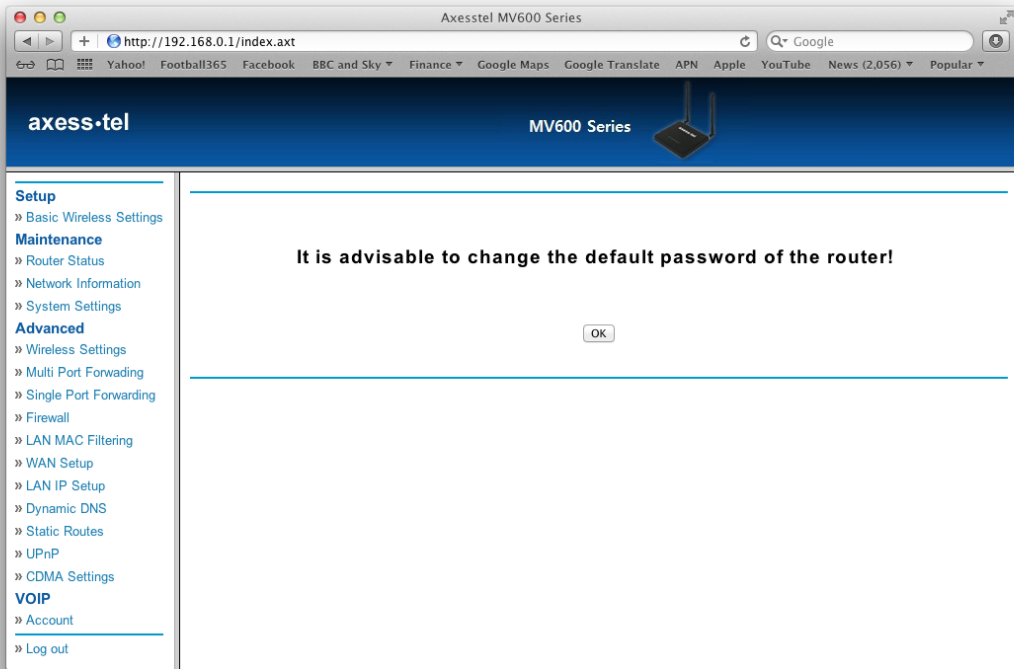 Axesstel MV600 Series
http://192.168.0.1/index.axt
Google
Yahoo! Football365 Facebook BBC and Sky Finance Google Maps Google Translate APN Apple YouTube News (2,056) Popular
axess•tel
MV600 Series
Setup
» Basic Wireless Settings
Maintenance
» Router Status
» Network Information
» System Settings
Advanced
» Wireless Settings
» Multi Port Forwading
» Single Port Forwarding
» Firewall
» LAN MAC Filtering
» WAN Setup
» LAN IP Setup
» Dynamic DNS
» Static Routes
» UPnP
» CDMA Settings
VOIP
» Account
» Log out
It is advisable to change the default password of the router!
OK